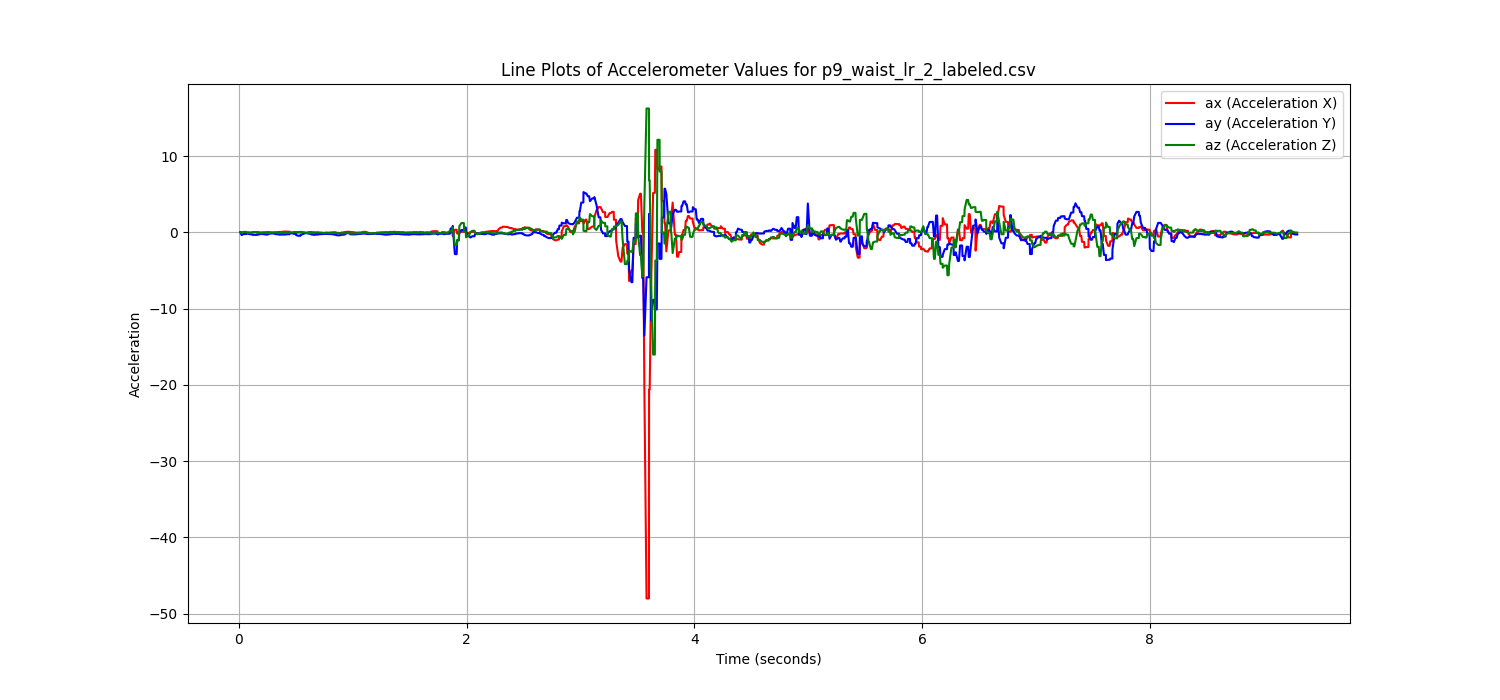 Line Plots of Accelerometer Values for p9_waist_lr_2_labeled.csv
ax (Acceleration X)
ay (Acceleration Y)
az (Acceleration Z)
Acceleration
10
0
−10
−20
−30
−40
−50
0 2 4 6 8
Time (seconds)